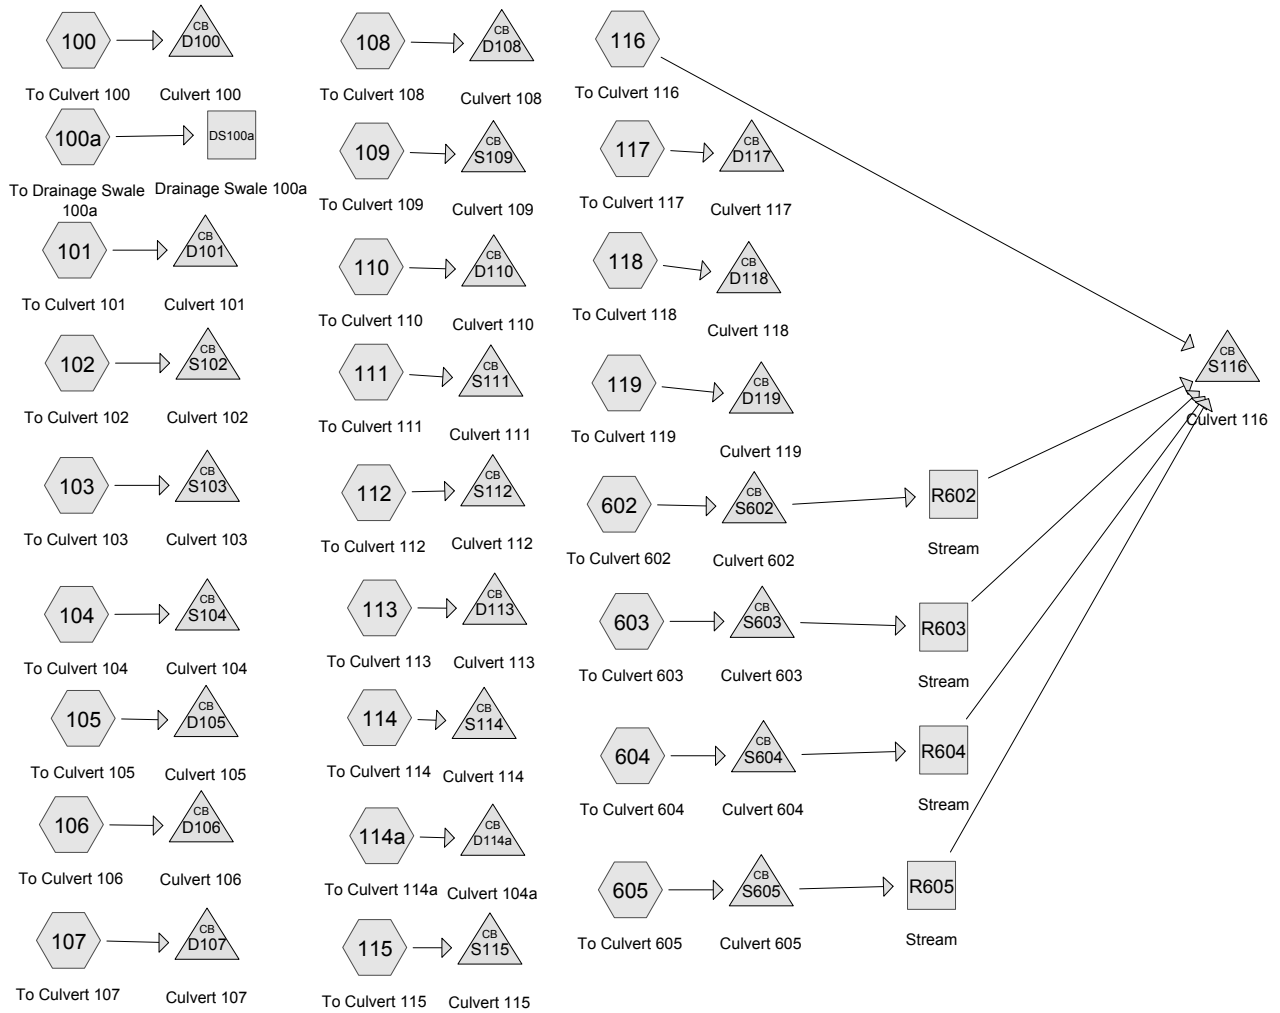 100
CB
D100
To Culvert 100
Culvert 100
100a
DS100a
To Drainage Swale
100a
Drainage Swale 100a
101
CB
D101
To Culvert 101
Culvert 101
102
CB
S102
To Culvert 102
Culvert 102
103
CB
S103
To Culvert 103
Culvert 103
104
CB
S104
To Culvert 104
Culvert 104
105
CB
D105
To Culvert 105
Culvert 105
106
CB
D106
To Culvert 106
Culvert 106
107
CB
D107
To Culvert 107
Culvert 107
108
CB
D108
To Culvert 108
Culvert 108
109
CB
S109
To Culvert 109
Culvert 109
110
CB
D110
To Culvert 110
Culvert 110
111
CB
S111
To Culvert 111
Culvert 111
112
CB
S112
To Culvert 112
Culvert 112
113
CB
D113
To Culvert 113
Culvert 113
114
CB
S114
To Culvert 114
Culvert 114
114a
CB
D114a
To Culvert 114a
Culvert 104a
115
CB
S115
To Culvert 115
Culvert 115
116
To Culvert 116
117
CB
D117
To Culvert 117
Culvert 117
118
CB
D118
To Culvert 118
Culvert 118
119
CB
D119
To Culvert 119
Culvert 119
602
CB
S602
To Culvert 602
Culvert 602
R602
Stream
603
CB
S603
To Culvert 603
Culvert 603
R603
Stream
604
CB
S604
To Culvert 604
Culvert 604
R604
Stream
605
CB
S605
To Culvert 605
Culvert 605
R605
Stream
CB
S116
Culvert 116